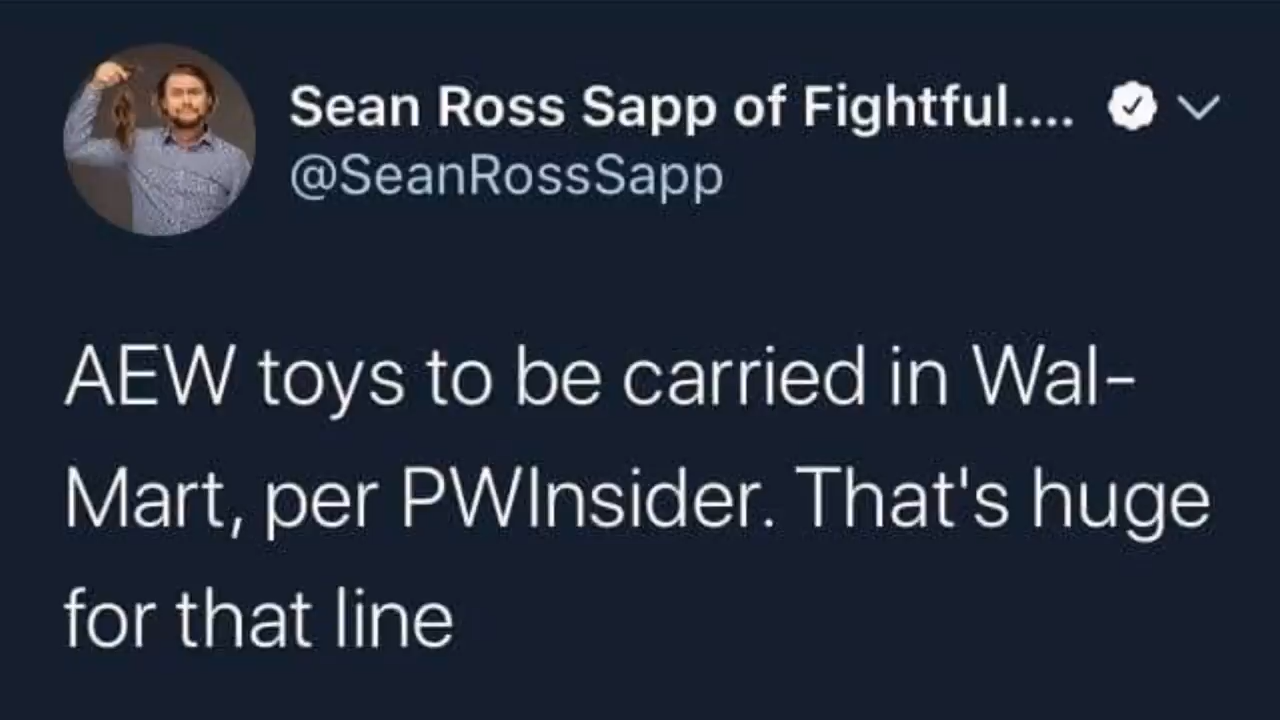 Sean Ross Sapp of Fightful....
@SeanRossSapp
AEW toys to be carried in Wal-
Mart, per PWInsider. That's huge
for that line